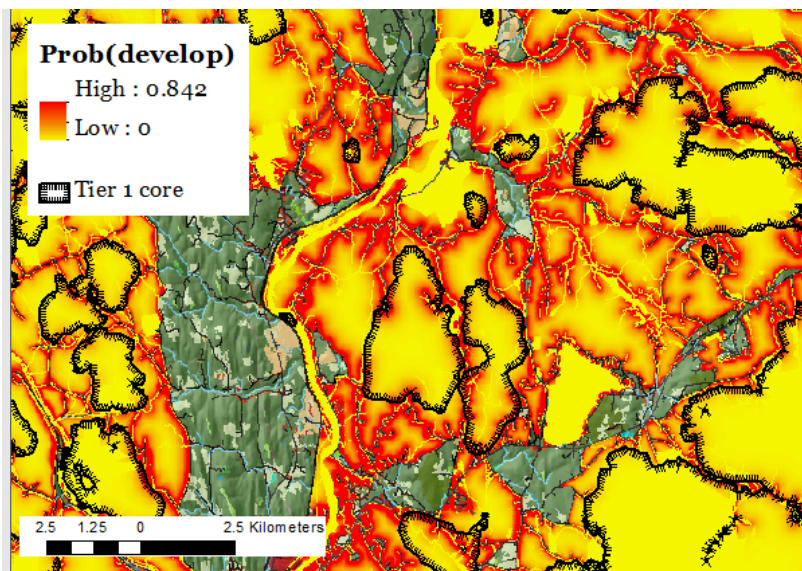 Prob(develop)
High : 0.842
Low : 0
Tier 1 core
2.5 1.25 0 2.5 Kilometers